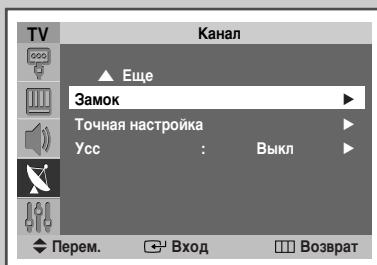 TV Канал
▲ Еще
Замок ▶
Точная настройка ▶
Усс : Выкл ▶
Перем. Вход Возврат